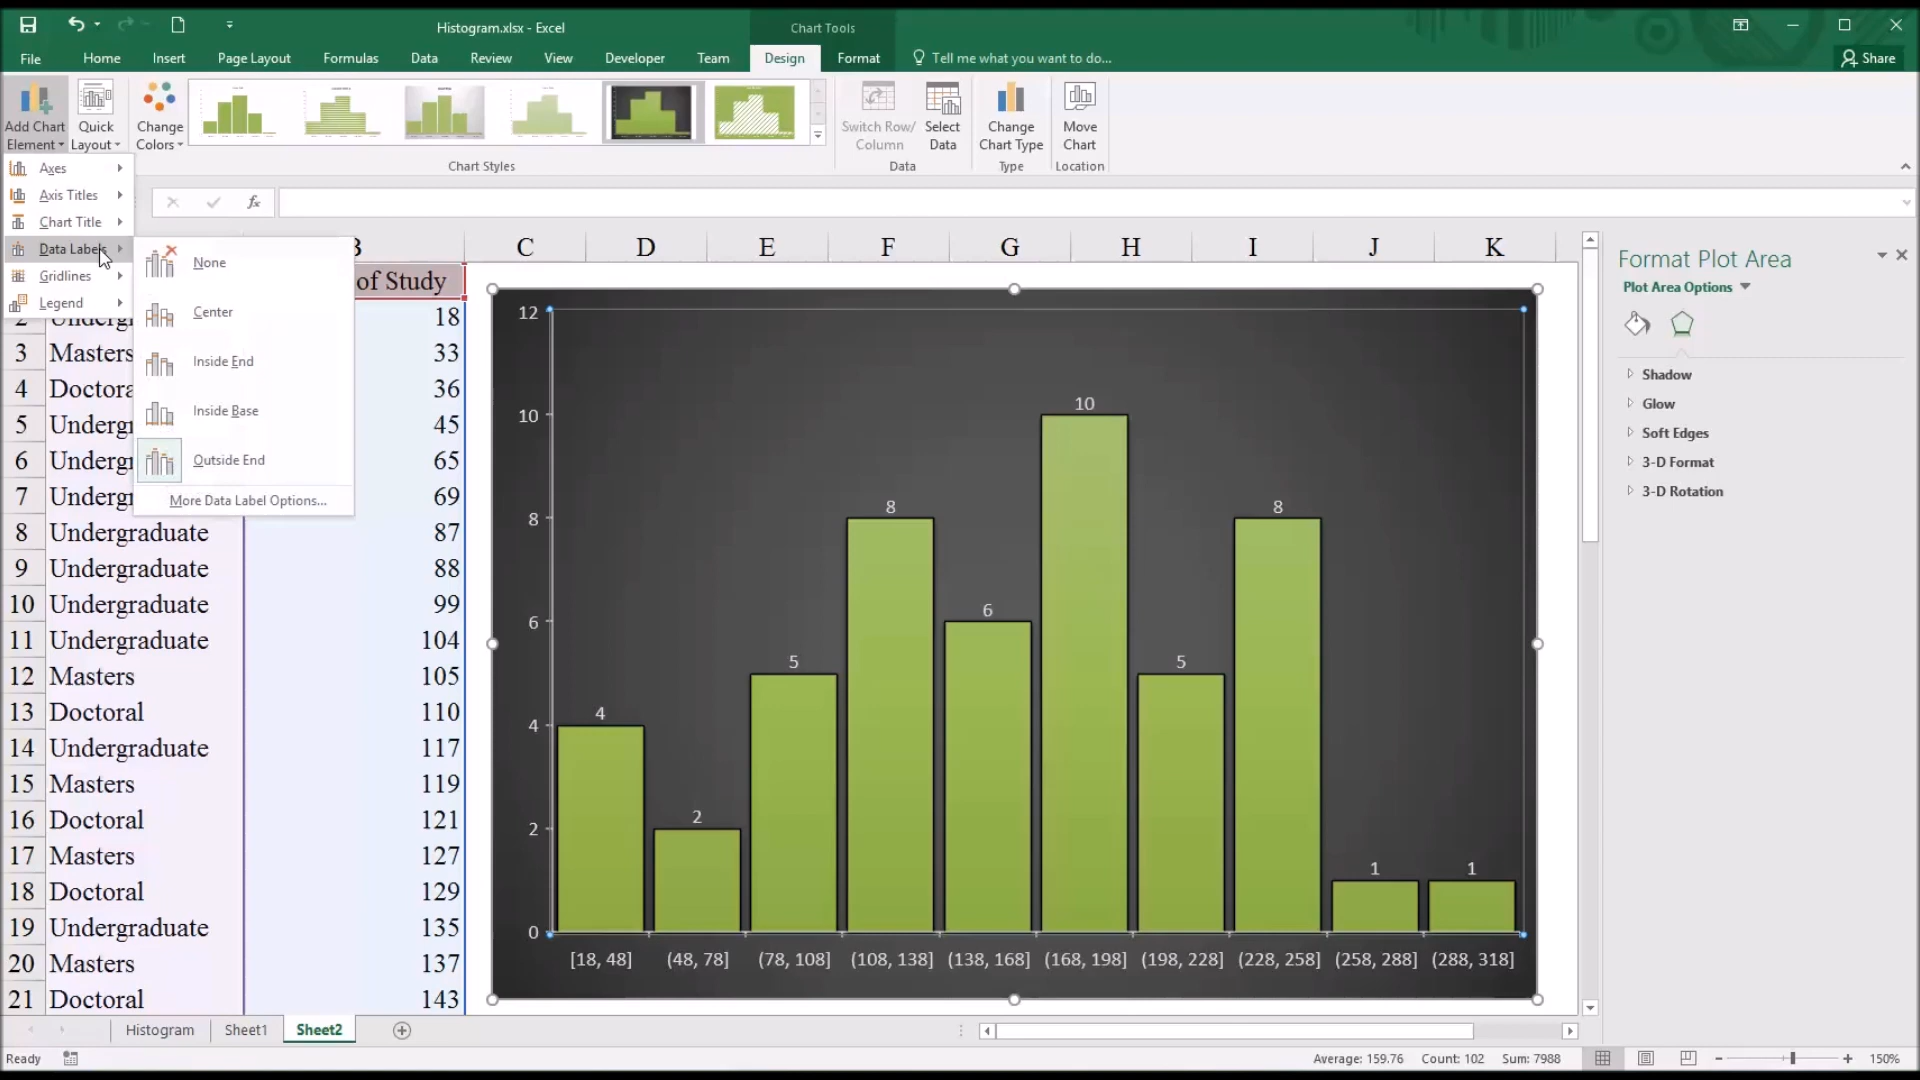 Histogram.xlsx - Excel
Chart Tools
File Home Insert Page Layout Formulas Data Review View Developer Team Design Format Tell me what you want to do... Share
Add Chart Element
Quick Layout
Change Colors
Switch Row/ Column
Select Data
Change Chart Type
Move Chart
Chart Styles
Data
Type
Location
Axes
Axis Titles
Chart Title
Data Labels
Gridlines
Legend
None
Center
Inside End
Inside Base
Outside End
More Data Label Options...
fx
B C D E F G H I J K
of Study
2 Undergr 18
3 Masters 33
4 Doctora 36
5 Undergr 45
6 Undergr 65
7 Undergr 69
8 Undergraduate 87
9 Undergraduate 88
10 Undergraduate 99
11 Undergraduate 104
12 Masters 105
13 Doctoral 110
14 Undergraduate 117
15 Masters 119
16 Doctoral 121
17 Masters 127
18 Doctoral 129
19 Undergraduate 135
20 Masters 137
21 Doctoral 143
12
10
8
6
4
2
0
4 2 5 8 6 10 5 8 1 1
[18, 48] (48, 78] (78, 108] (108, 138] (138, 168] (168, 198] (198, 228] (228, 258] (258, 288] (288, 318]
Format Plot Area
Plot Area Options
Shadow
Glow
Soft Edges
3-D Format
3-D Rotation
Histogram Sheet1 Sheet2
Ready Average: 159.76 Count: 102 Sum: 7988 150%